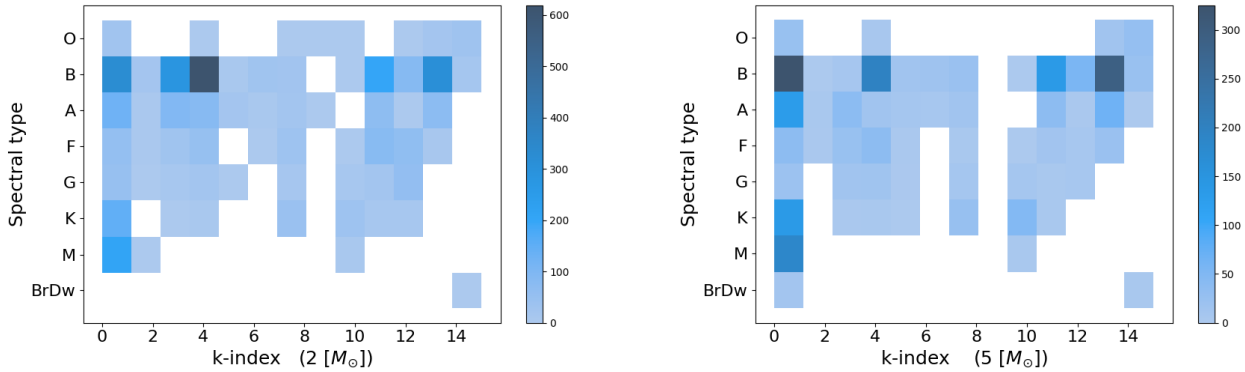 Spectral type
O
B
A
F
G
K
M
BrDw
0 2 4 6 8 10 12 14
k-index (2 [M⊙])
600
500
400
300
200
100
0
Spectral type
O
B
A
F
G
K
M
BrDw
0 2 4 6 8 10 12 14
k-index (5 [M⊙])
300
250
200
150
100
50
0